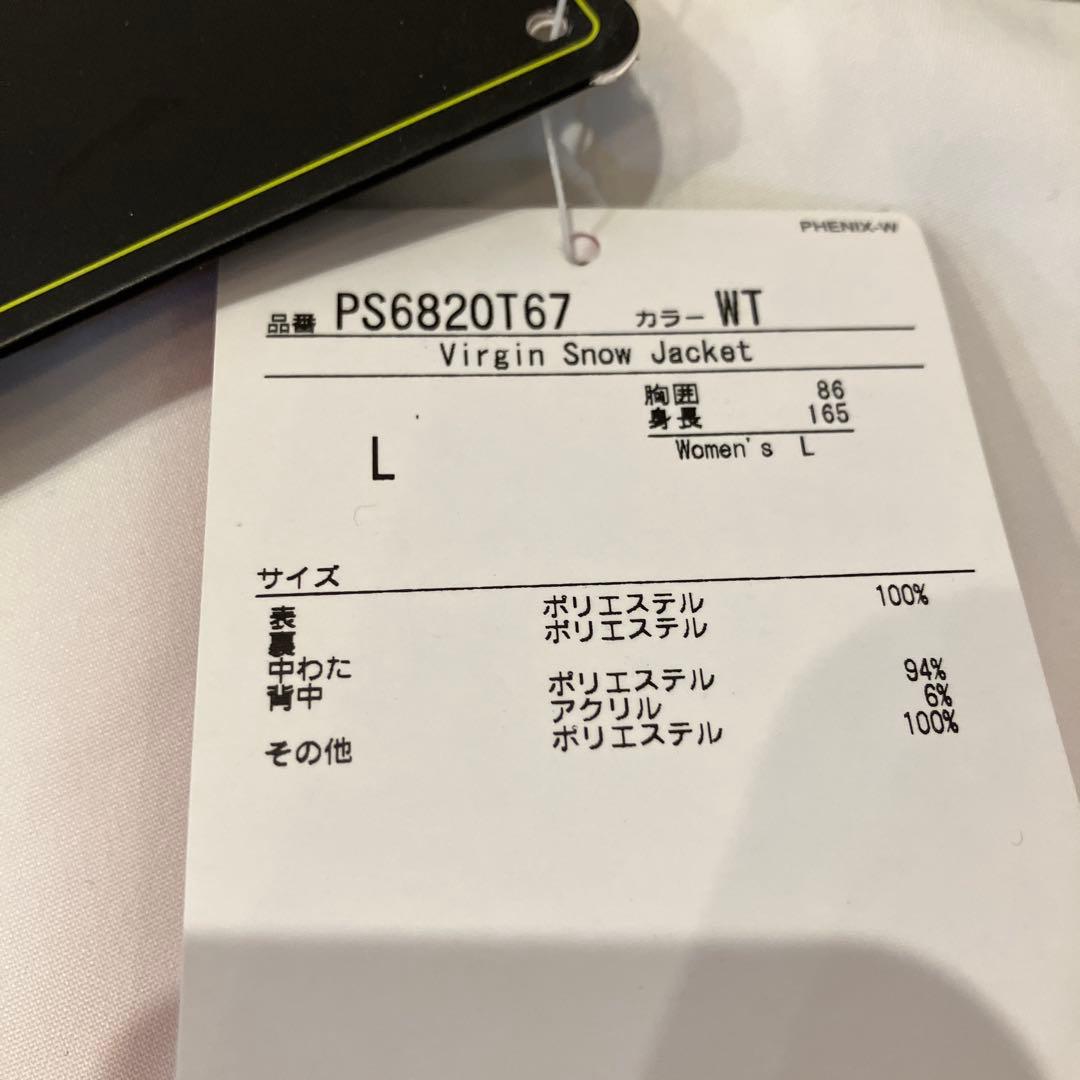 PHENIX-W
品番 PS6820T67 カラー WT
Virgin Snow Jacket
胸囲 86
身長 165
Women's L
L
サイズ
表 ポリエステル 100%
裏 ポリエステル
中わた
背中 ポリエステル 94%
アクリル 6%
その他 ポリエステル 100%